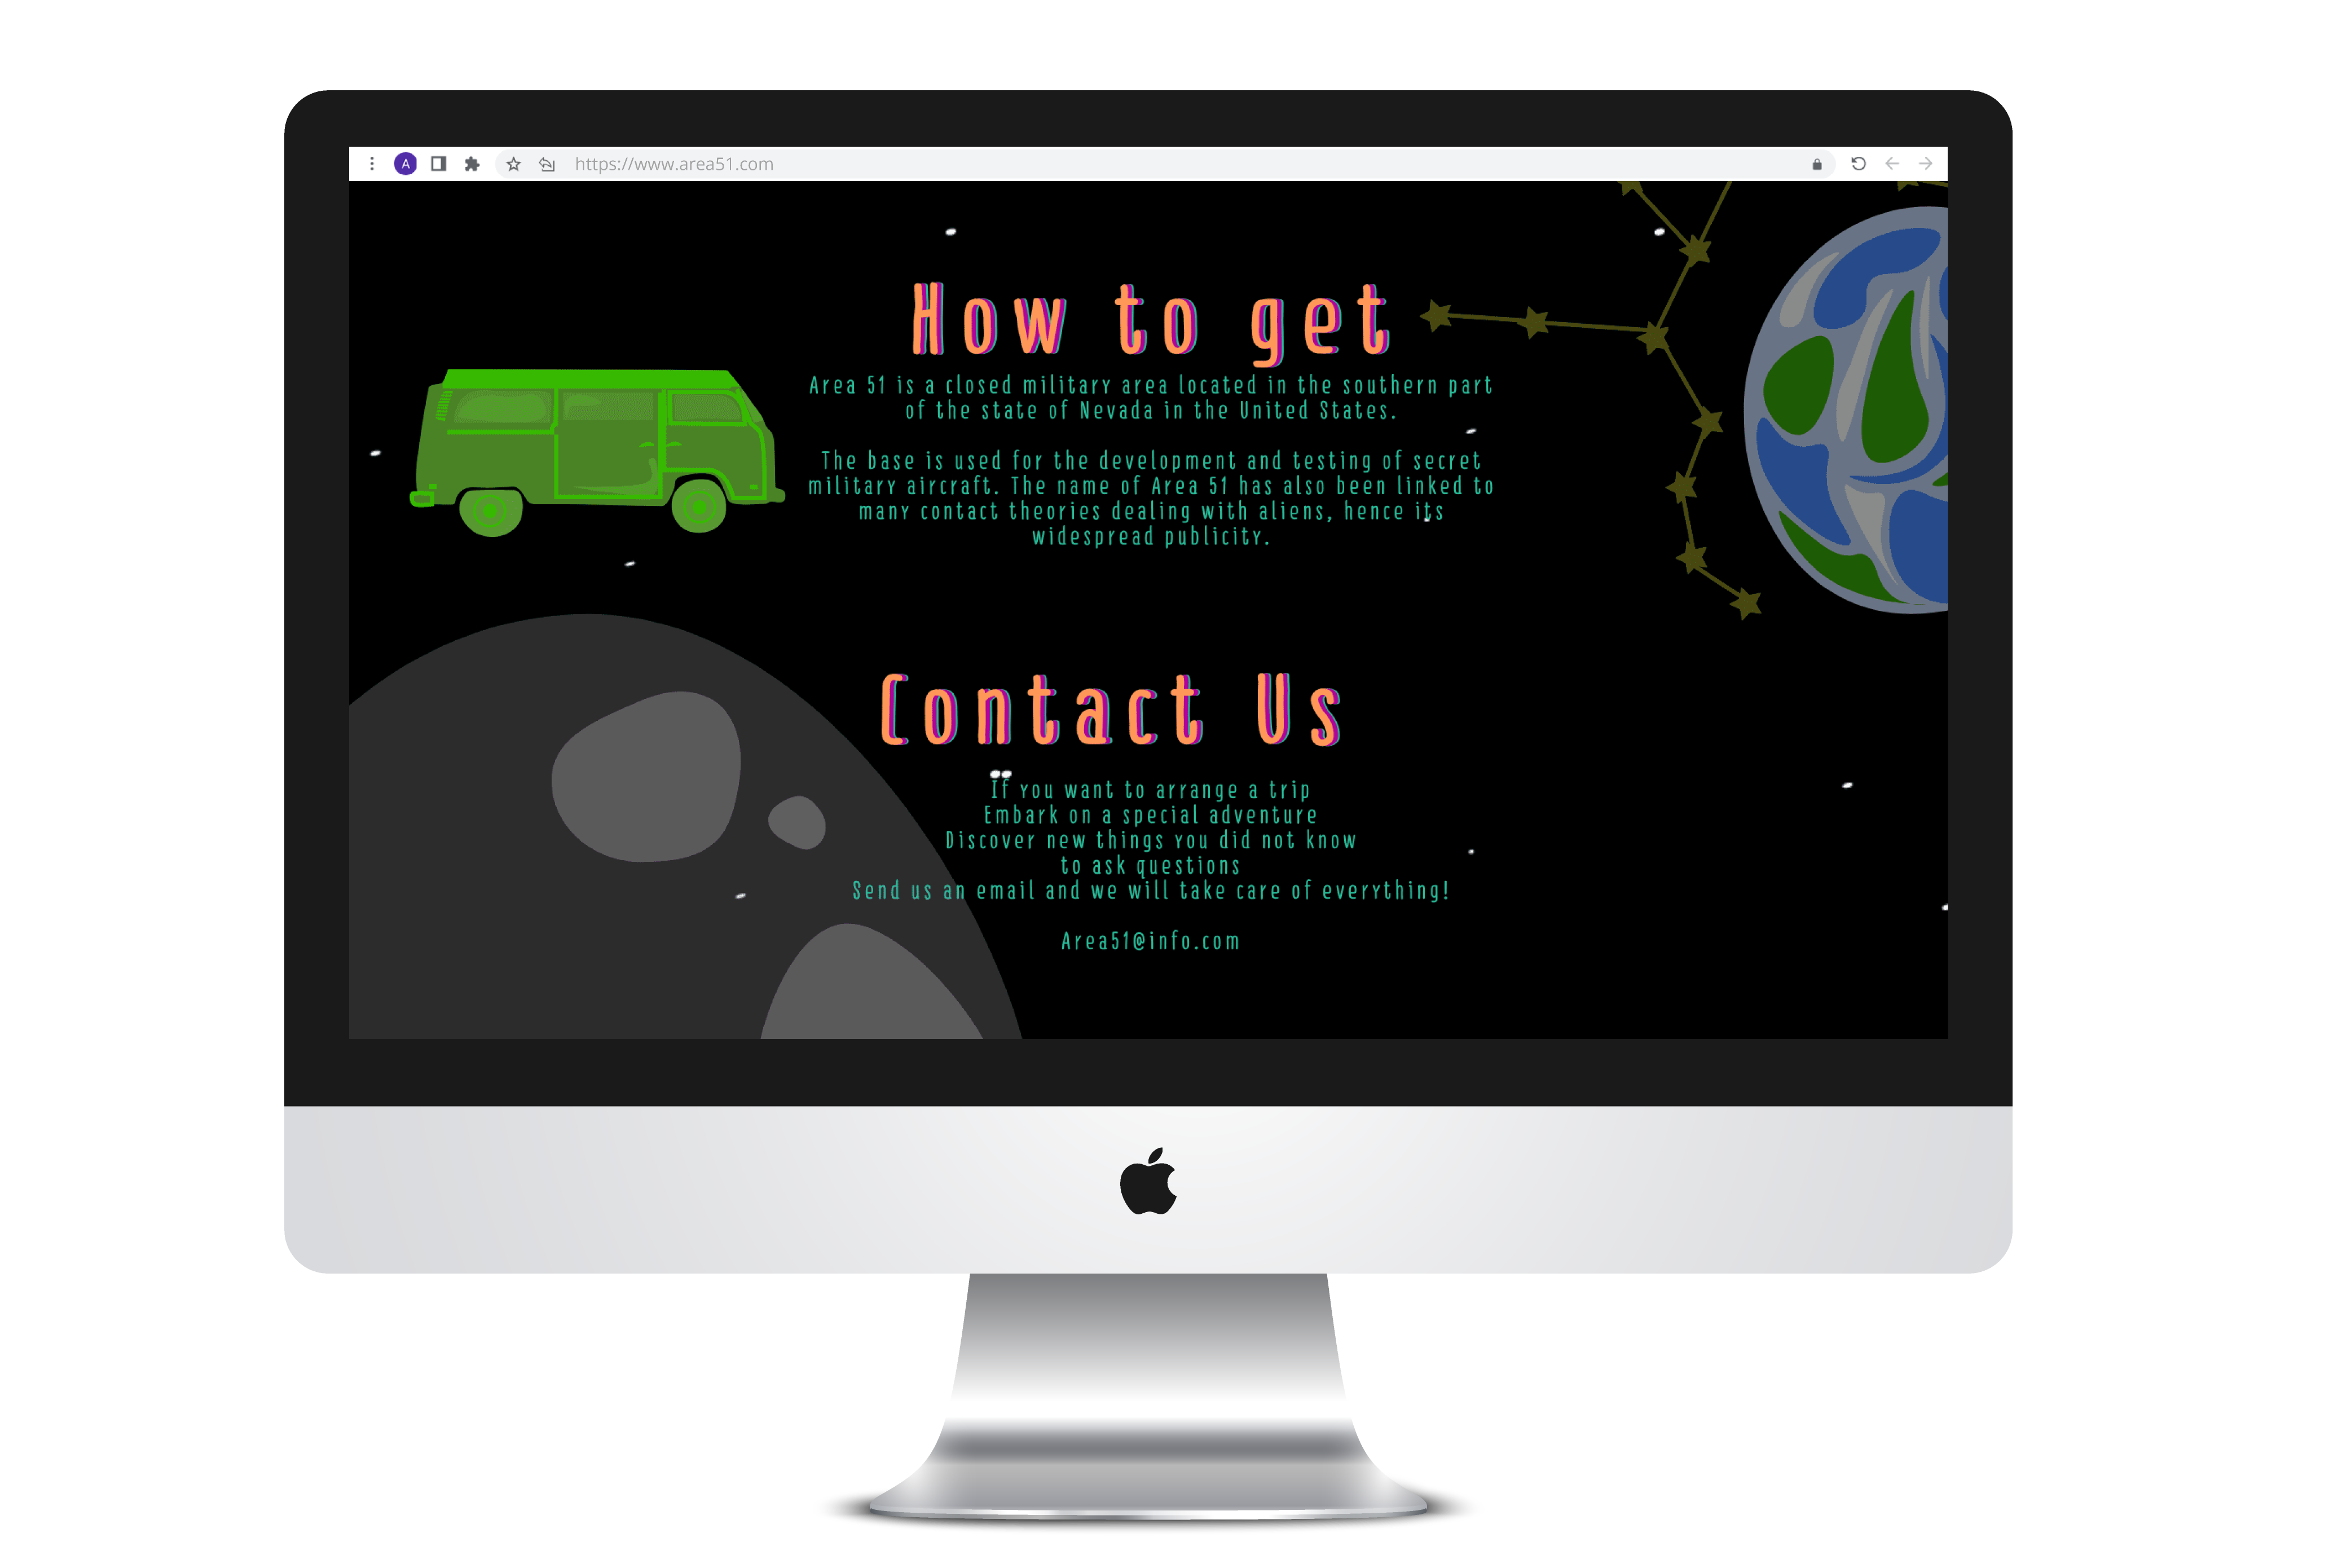 A
https://www.area51.com
How to get
Area 51 is a closed military area located in the southern part
of the state of Nevada in the United States.
The base is used for the development and testing of secret
military aircraft. The name of Area 51 has also been linked to
many contact theories dealing with aliens, hence its
widespread publicity.
Contact Us
If you want to arrange a trip
Embark on a special adventure
Discover new things you did not know
to ask questions
Send us an email and we will take care of everything!
Area51@info.com